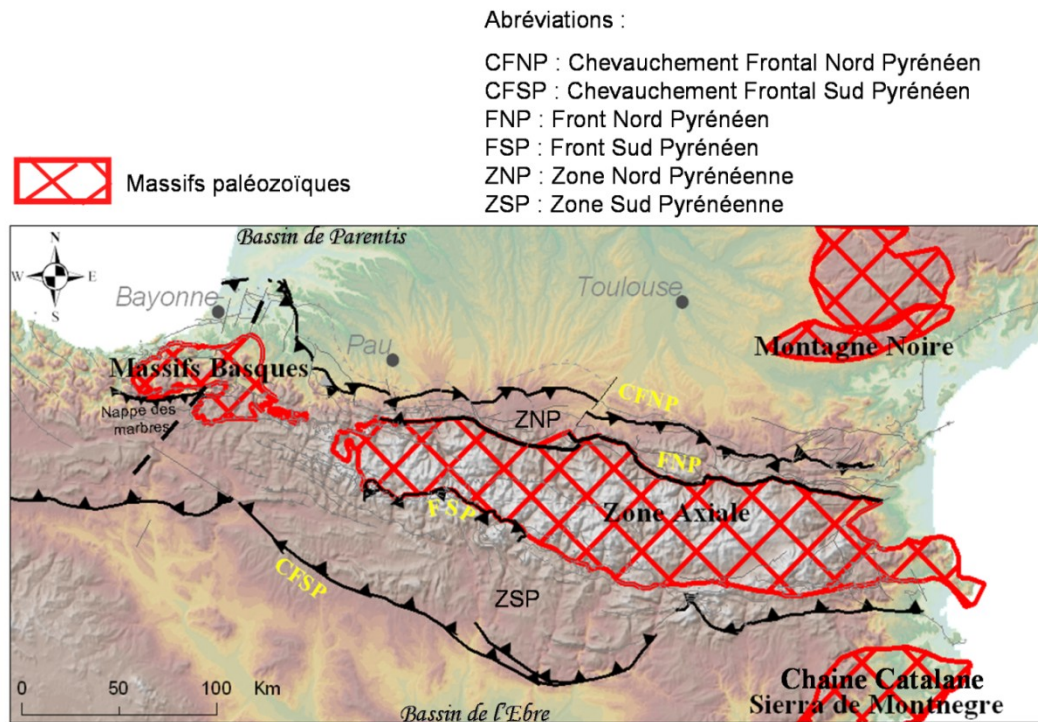 Abréviations :
CFNP : Chevauchement Frontal Nord Pyrénéen
CFSP : Chevauchement Frontal Sud Pyrénéen
FNP : Front Nord Pyrénéen
FSP : Front Sud Pyrénéen
ZNP : Zone Nord Pyrénéenne
ZSP : Zone Sud Pyrénéenne
Massifs paléozoïques
Bassin de Parentis
N
W E
S
Bayonne
Toulouse
Pau
Montagne Noire
Massifs Basques
Nappe des
marbres
CFNP
ZNP
FNP
FSP
Zone Axiale
CFSP
ZSP
Chaine Catalane
Sierra de Montnegre
0 50 100 Km
Bassin de l'Ebre